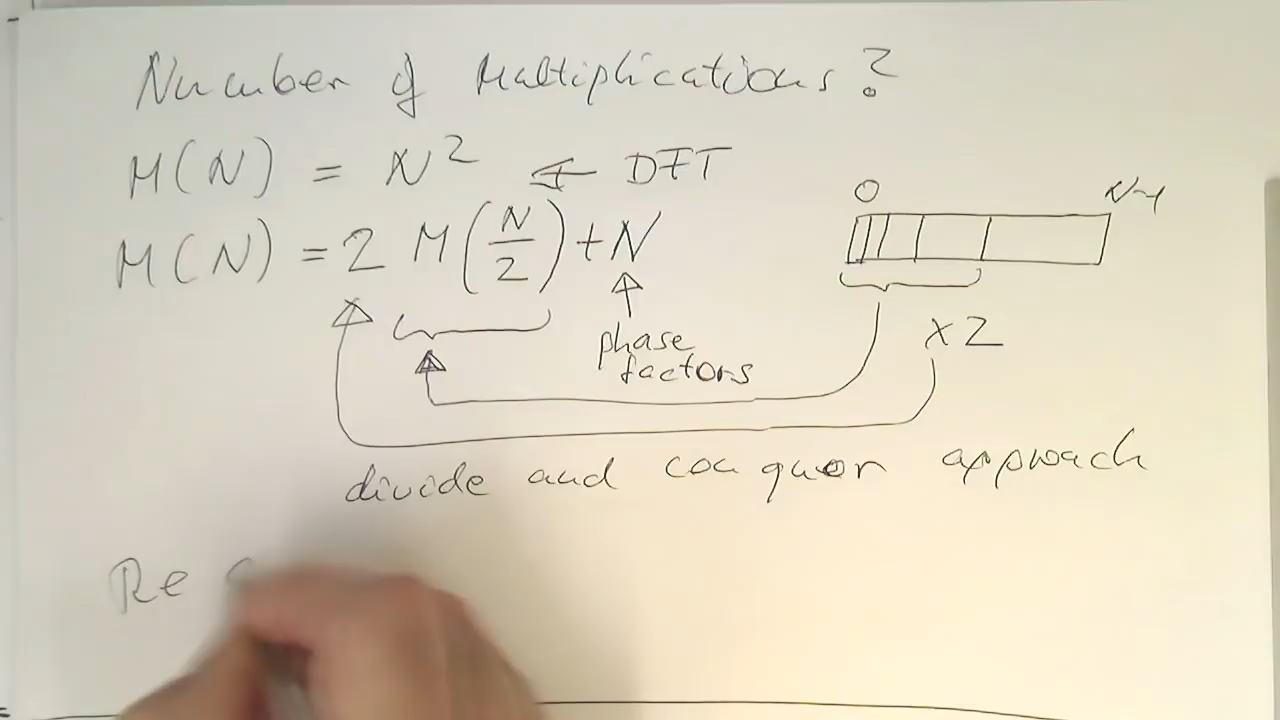 Number of Multiplications?
M(N) = N² ⇐ DFT
0 N-1
M(N) = 2 M(N/2) + N
phase factors
x2
divide and conquer approach
Re